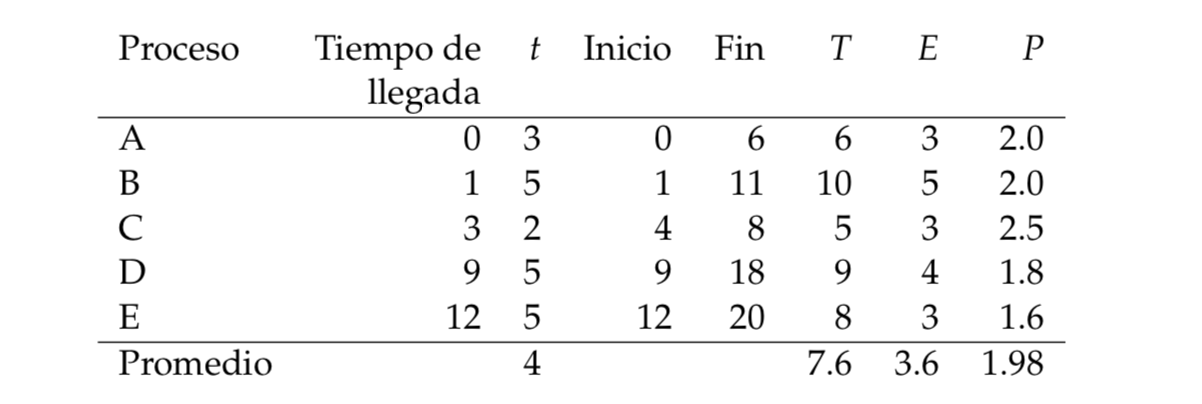 Proceso Tiempo de llegada t Inicio Fin T E P
A 0 3 0 6 6 3 2.0
B 1 5 1 11 10 5 2.0
C 3 2 4 8 5 3 2.5
D 9 5 9 18 9 4 1.8
E 12 5 12 20 8 3 1.6
Promedio 4 7.6 3.6 1.98